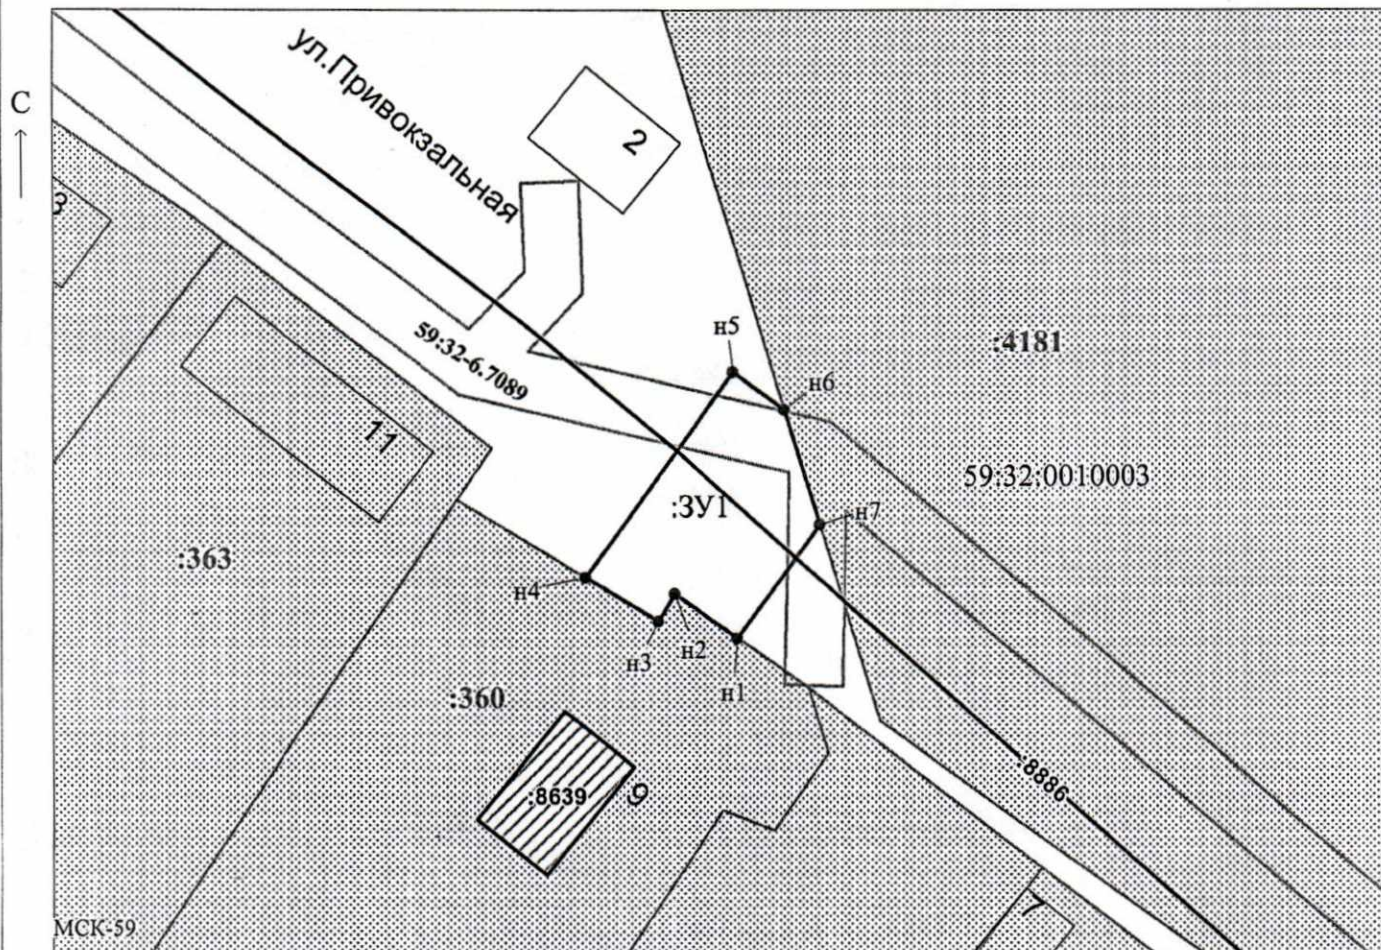 С
ул.Привокзальная
2
3
н5
:4181
59:32-6.7089
н6
11
59:32:0010003
:ЗУ1
н7
:363
н4
н3
н2
н1
:360
:8639
9
:8886
7
МСК-59